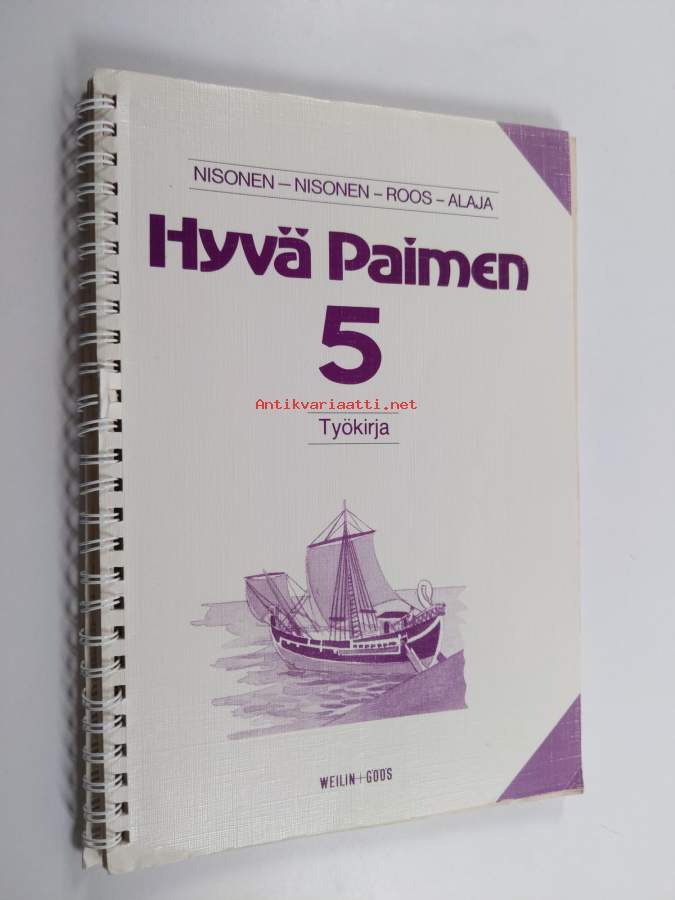 NISONEN – NISONEN – ROOS – ALAJA
Hyvä Paimen
5
Antikvariaatti.net
Työkirja
WEILIN+GÖÖS